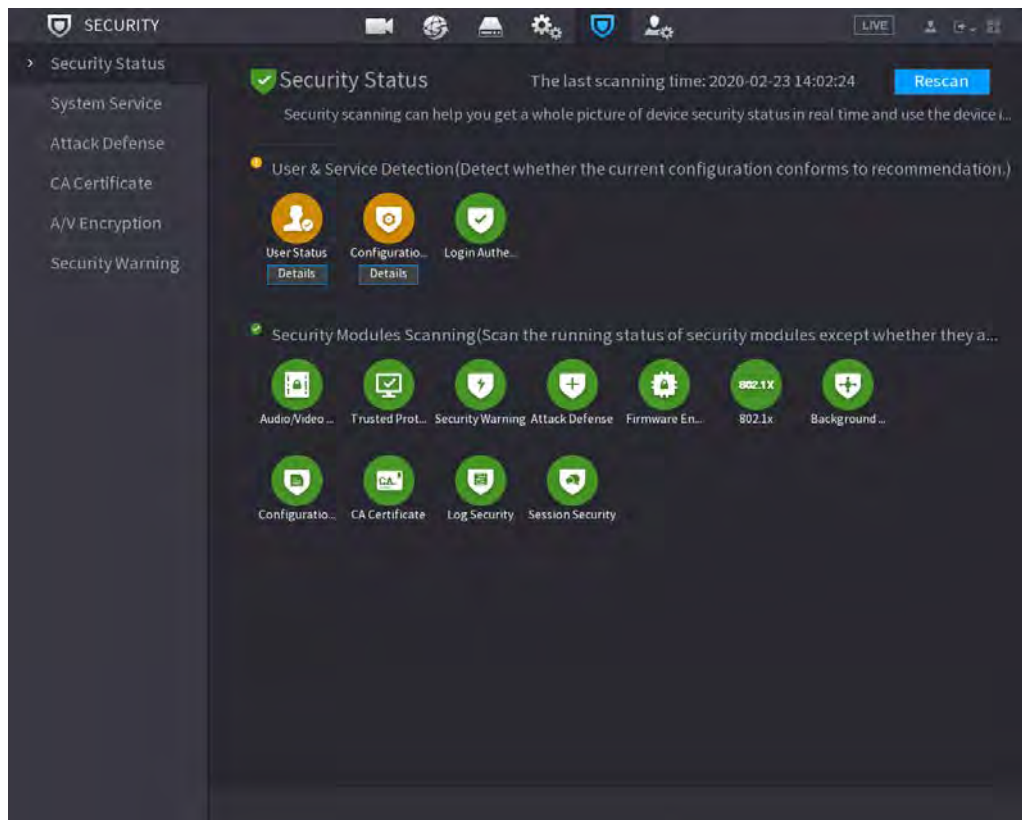 SECURITY
LIVE
Security Status
System Service
Attack Defense
CA Certificate
A/V Encryption
Security Warning
Security Status
The last scanning time: 2020-02-23 14:02:24
Rescan
Security scanning can help you get a whole picture of device security status in real time and use the device i...
User & Service Detection(Detect whether the current configuration conforms to recommendation.)
User Status
Configuratio...
Login Authe...
Details
Details
Security Modules Scanning(Scan the running status of security modules except whether they a...
802.1X
Audio/Video ...
Trusted Prot...
Security Warning
Attack Defense
Firmware En...
802.1x
Background ...
CA
Configuratio...
CA Certificate
Log Security
Session Security